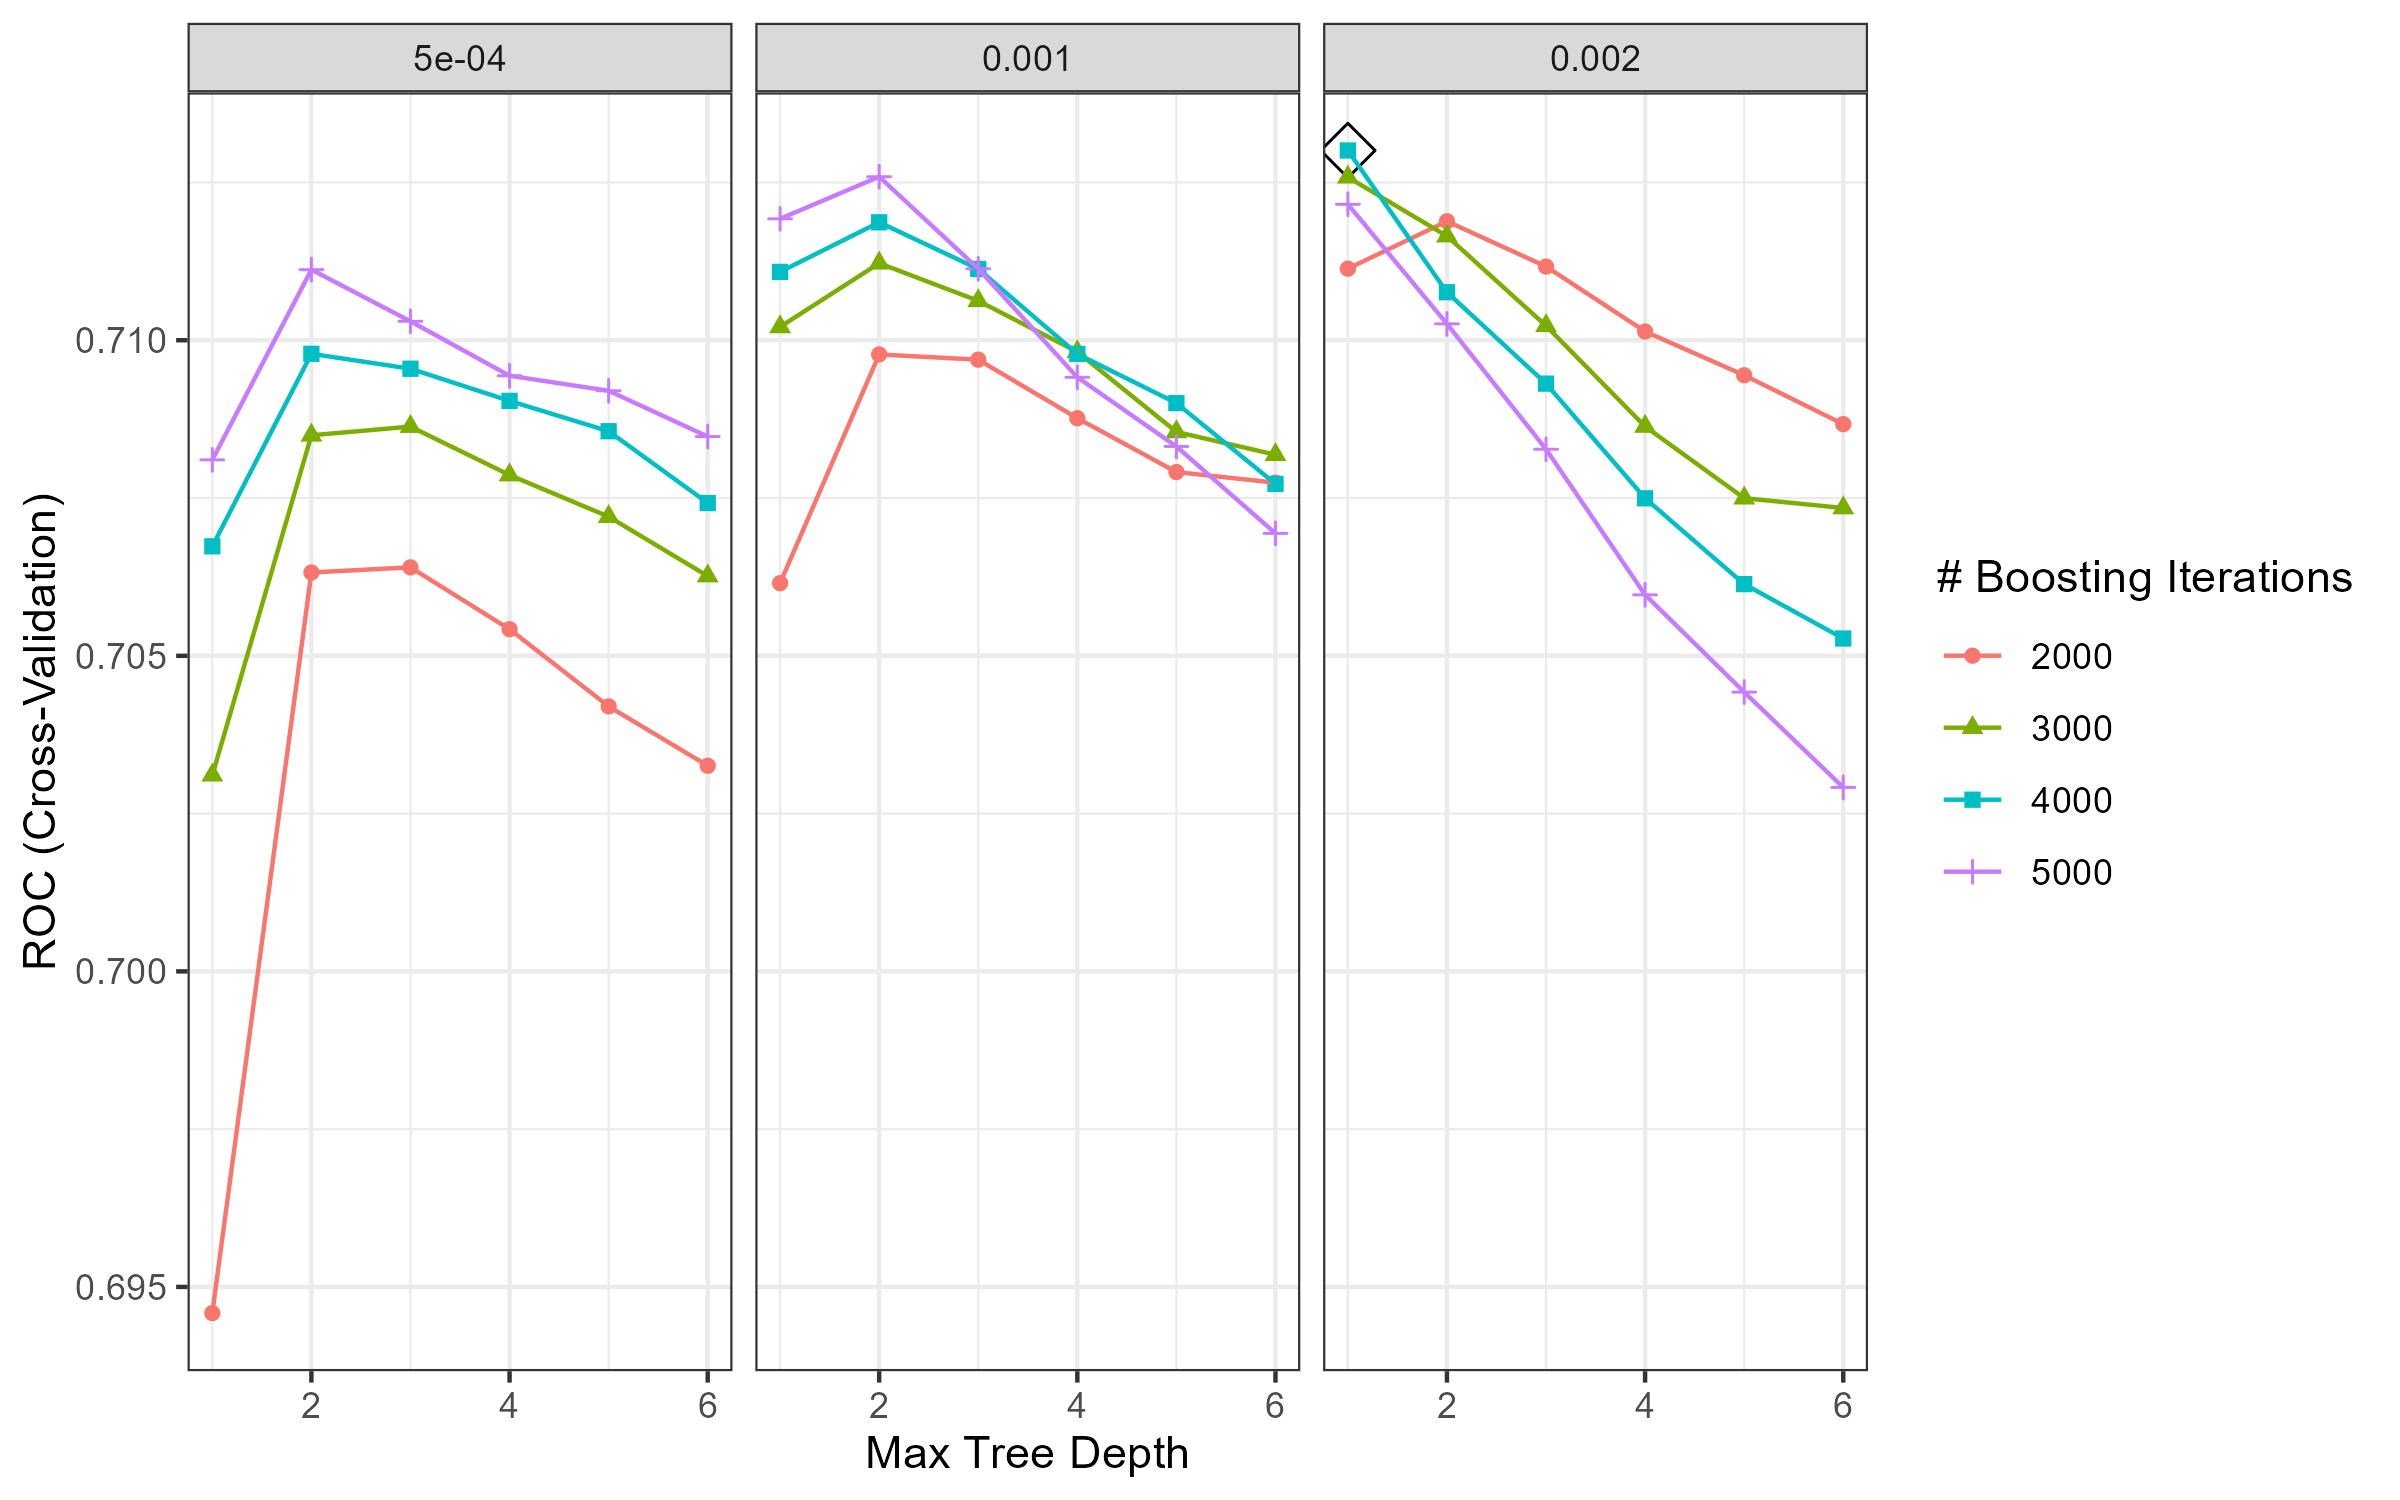 5e-04
0.001
0.002
0.710
0.705
0.700
0.695
ROC (Cross-Validation)
2 4 6
2 4 6
2 4 6
Max Tree Depth
# Boosting Iterations
2000
3000
4000
5000